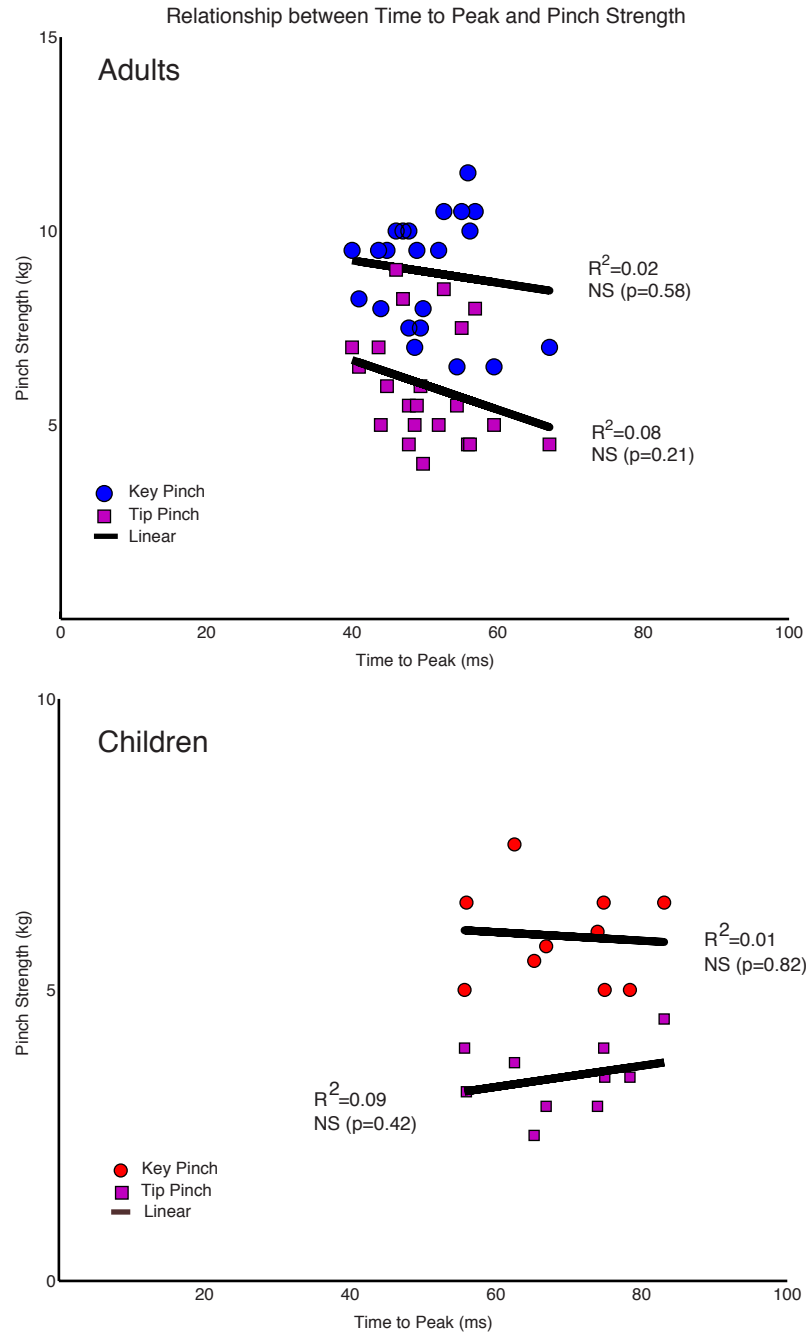 Relationship between Time to Peak and Pinch Strength
15
Adults
10
R²=0.02
NS (p=0.58)
Pinch Strength (kg)
5
R²=0.08
NS (p=0.21)
Key Pinch
Tip Pinch
Linear
0
20
40
60
80
100
Time to Peak (ms)
10
Children
R²=0.01
NS (p=0.82)
Pinch Strength (kg)
5
R²=0.09
NS (p=0.42)
Key Pinch
Tip Pinch
Linear
0
20
40
60
80
100
Time to Peak (ms)